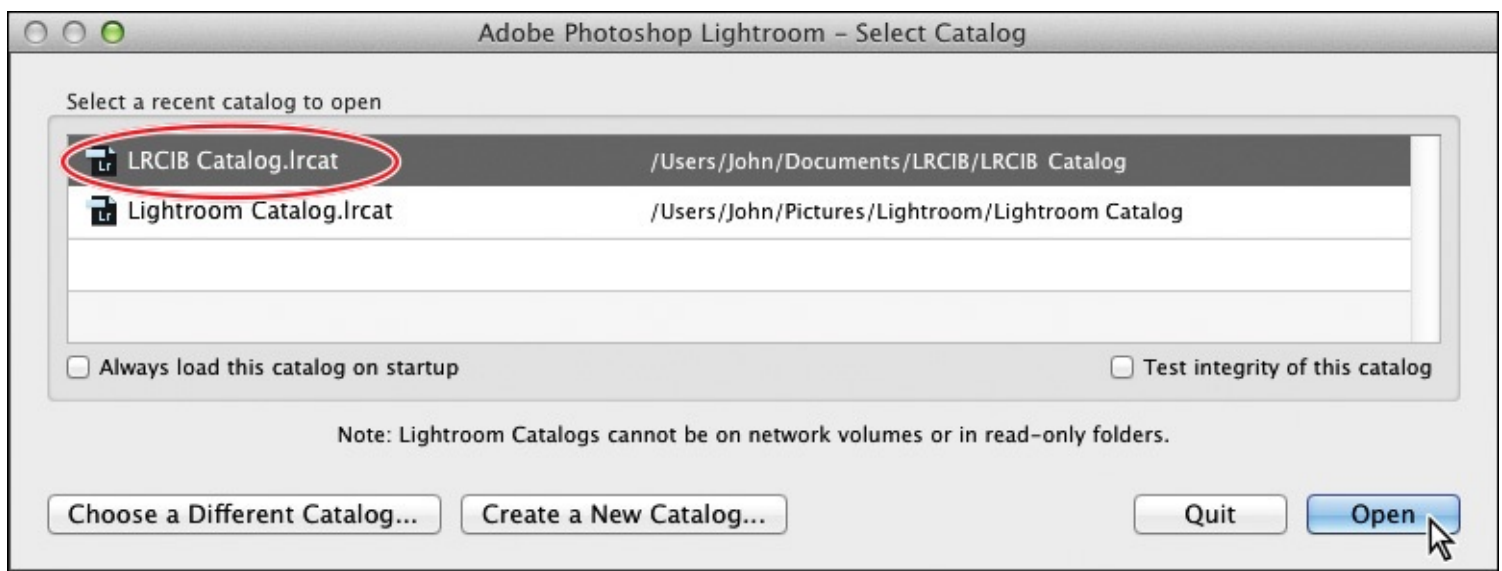 Adobe Photoshop Lightroom – Select Catalog
Select a recent catalog to open
Lr LRCIB Catalog.lrcat /Users/John/Documents/LRCIB/LRCIB Catalog
Lr Lightroom Catalog.lrcat /Users/John/Pictures/Lightroom/Lightroom Catalog
Always load this catalog on startup Test integrity of this catalog
Note: Lightroom Catalogs cannot be on network volumes or in read-only folders.
Choose a Different Catalog... Create a New Catalog... Quit Open